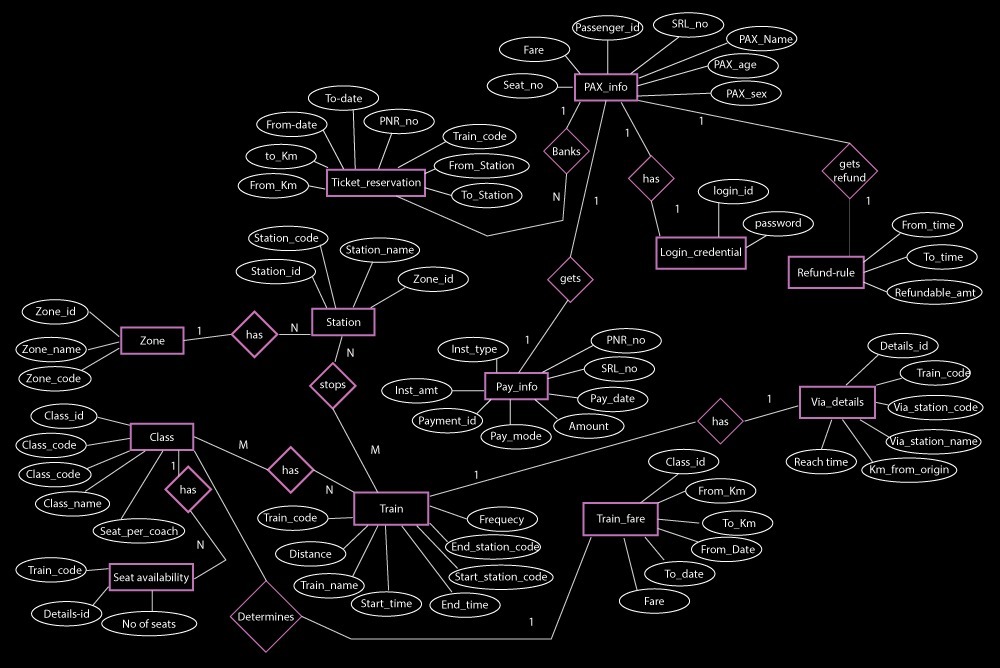 Passenger_id
SRL_no
PAX_Name
Fare
PAX_age
Seat_no
PAX_info
PAX_sex
To-date
PNR_no
From-date
Train_code
to_Km
From_Station
From_Km
Ticket_reservation
To_Station
1
Banks
N
1
1
has
1
1
gets
refund
1
login_id
password
Login_credential
From_time
To_time
Refund-rule
Refundable_amt
Station_code
Station_name
Station_id
Zone_id
Station
gets
1
Zone_id
Zone_name
Zone_code
Zone
1
has
N
N
stops
M
Inst_type
PNR_no
SRL_no
Inst_amt
Pay_info
Pay_date
Payment_id
Amount
Pay_mode
Details_id
Train_code
Via_details
Via_station_code
Via_station_name
Reach time
Km_from_origin
1
has
1
Class_id
Class
Class_code
Class_code
Class_name
Seat_per_coach
M
has
N
1
has
N
Train_code
Seat availability
Details-id
No of seats
Train
Train_code
Frequecy
Distance
End_station_code
Train_name
Start_station_code
Start_time
End_time
Class_id
From_Km
Train_fare
To_Km
From_Date
To_date
Fare
Determines
1